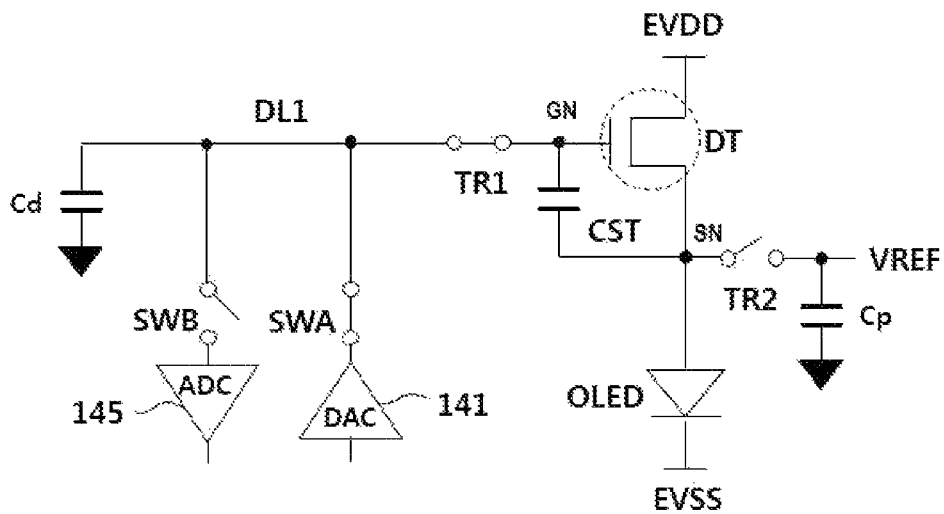 EVDD
DL1
GN
DT
TR1
Cd
CST
SN
VREF
TR2
SWB
SWA
Cp
ADC
145
DAC
141
OLED
EVSS